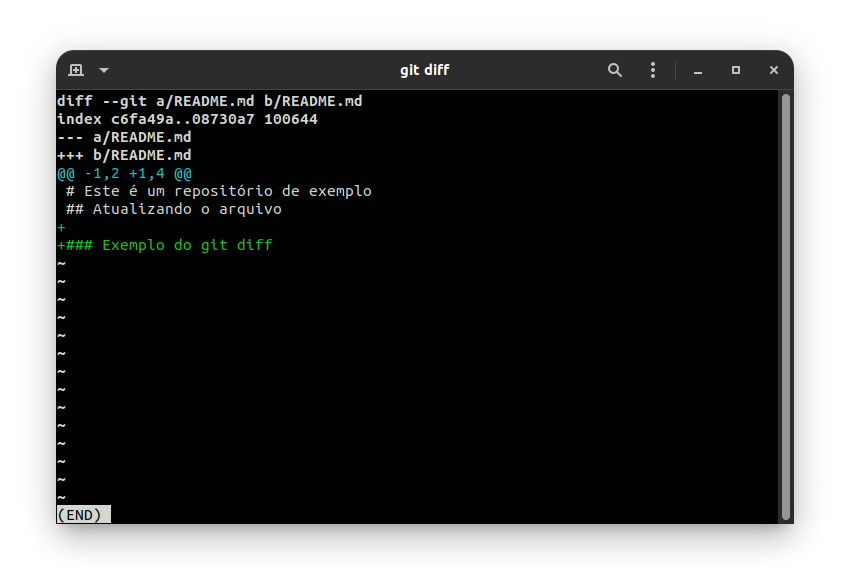 git diff
diff --git a/README.md b/README.md
index c6fa49a..08730a7 100644
--- a/README.md
+++ b/README.md
@@ -1,2 +1,4 @@
 # Este é um repositório de exemplo
 ## Atualizando o arquivo
+
+### Exemplo do git diff
~
~
~
~
~
~
~
~
~
~
~
~
~
~
(END)